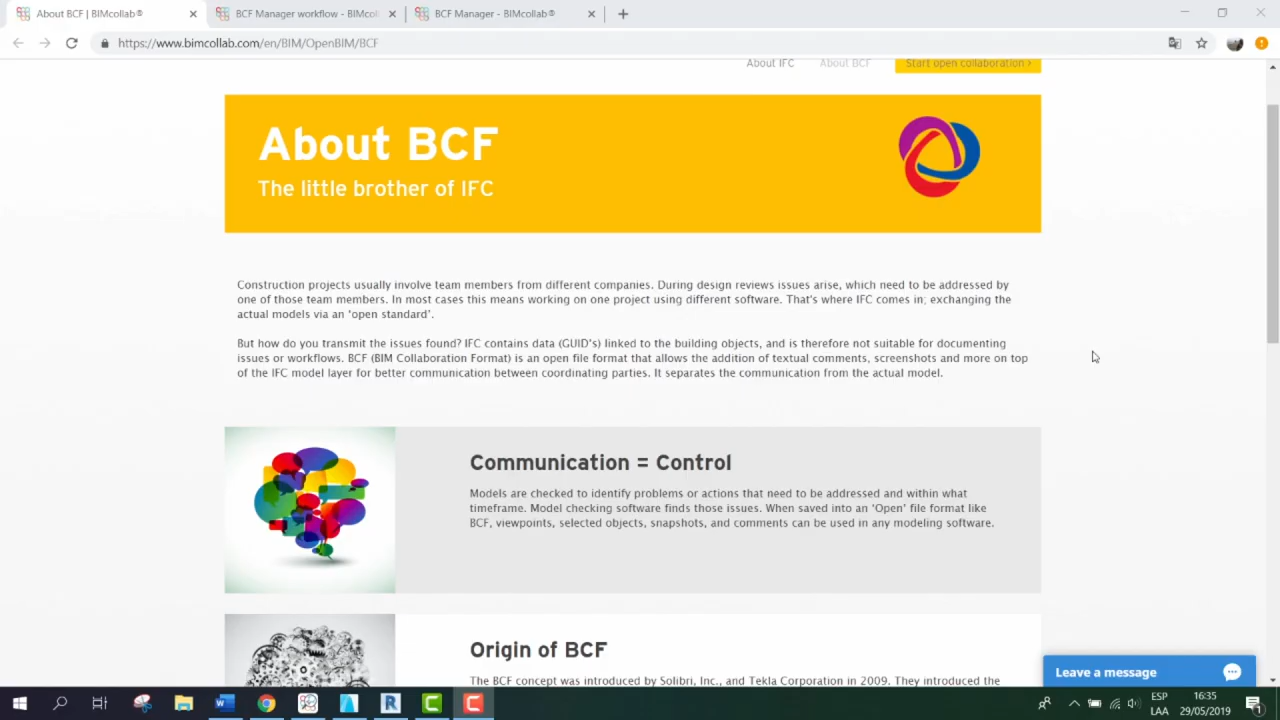 About BCF | BIMcollab®
BCF Manager workflow - BIMcoll
BCF Manager - BIMcollab®
https://www.bimcollab.com/en/BIM/OpenBIM/BCF
About IFC
About BCF
Start open collaboration >
About BCF
The little brother of IFC
Construction projects usually involve team members from different companies. During design reviews issues arise, which need to be addressed by
one of those team members. In most cases this means working on one project using different software. That's where IFC comes in; exchanging the
actual models via an ‘open standard’.
But how do you transmit the issues found? IFC contains data (GUID’s) linked to the building objects, and is therefore not suitable for documenting
issues or workflows. BCF (BIM Collaboration Format) is an open file format that allows the addition of textual comments, screenshots and more on top
of the IFC model layer for better communication between coordinating parties. It separates the communication from the actual model.
Communication = Control
Models are checked to identify problems or actions that need to be addressed and within what
timeframe. Model checking software finds those issues. When saved into an ‘Open’ file format like
BCF, viewpoints, selected objects, snapshots, and comments can be used in any modeling software.
Origin of BCF
The BCF concept was introduced by Solibri, Inc., and Tekla Corporation in 2009. They introduced the
Leave a message
ESP
LAA
16:35
29/05/2019